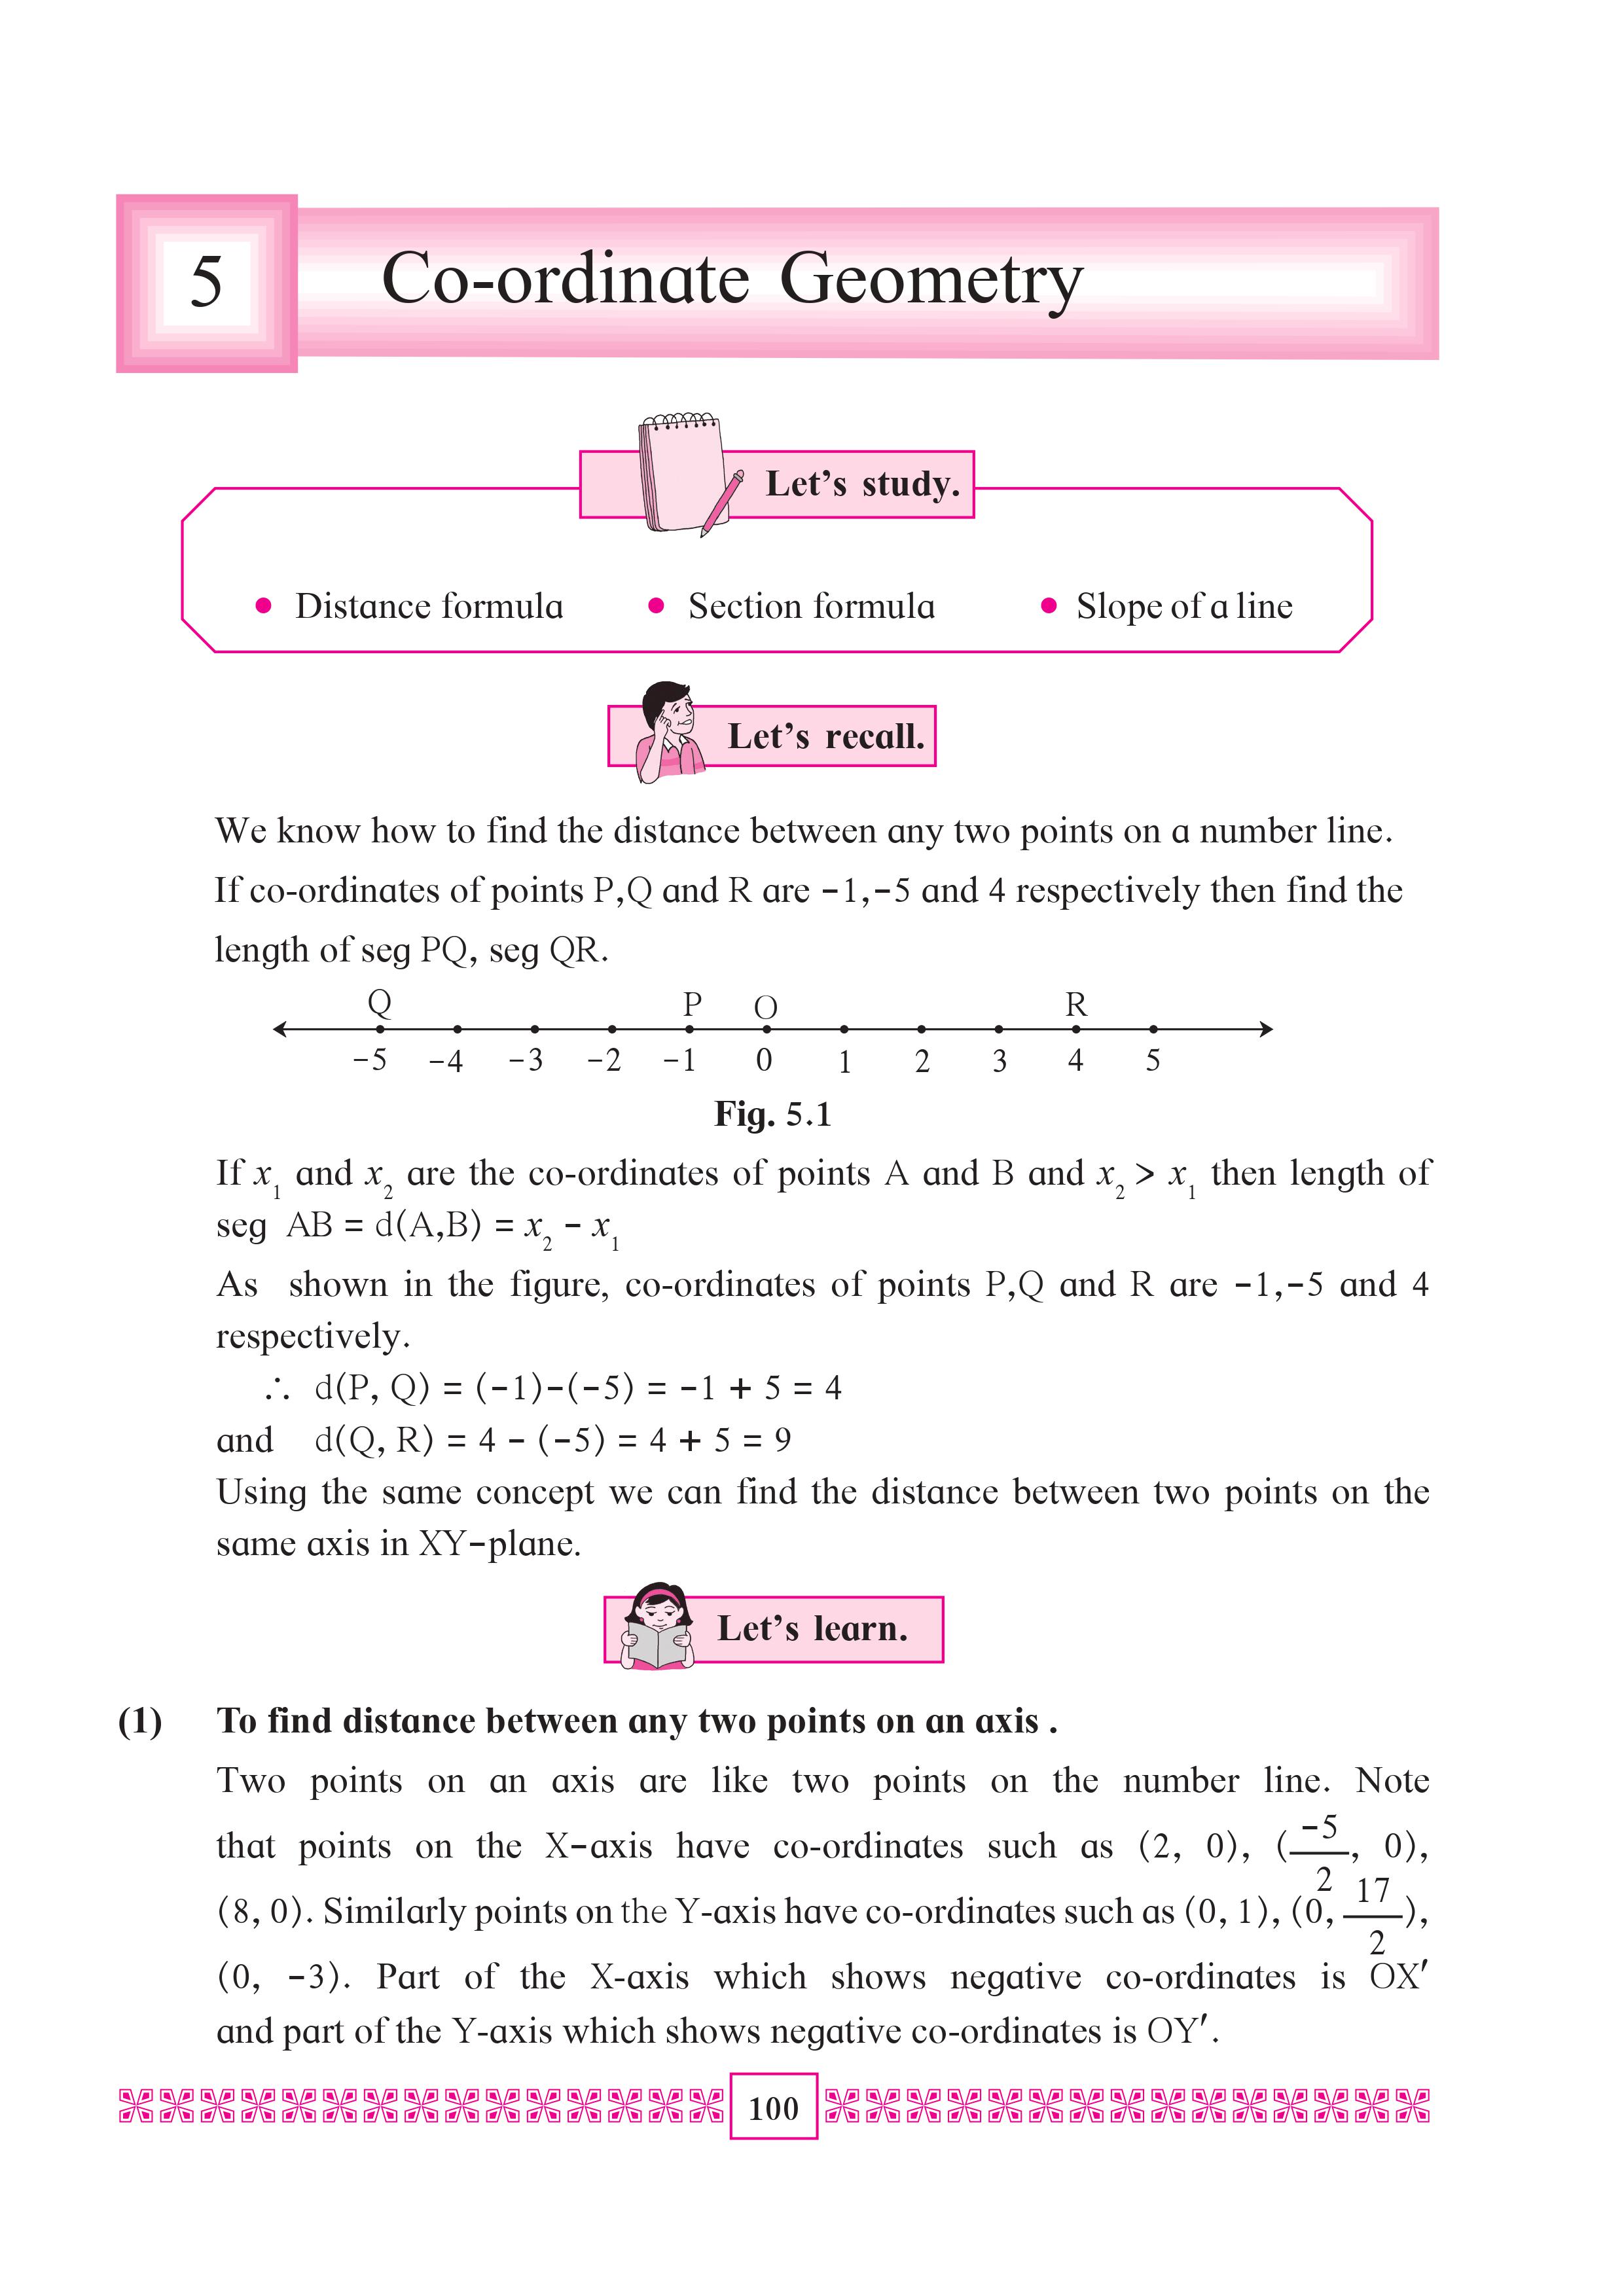 5
Co-ordinate Geometry
Let’s study.
• Distance formula • Section formula • Slope of a line
Let’s recall.
We know how to find the distance between any two points on a number line.
If co-ordinates of points P,Q and R are -1,-5 and 4 respectively then find the
length of seg PQ, seg QR.
Q P O R
-5 -4 -3 -2 -1 0 1 2 3 4 5
Fig. 5.1
If x₁ and x₂ are the co-ordinates of points A and B and x₂ > x₁ then length of
seg AB = d(A,B) = x₂ - x₁
As shown in the figure, co-ordinates of points P,Q and R are -1,-5 and 4
respectively.
∴ d(P, Q) = (-1)-(-5) = -1 + 5 = 4
and d(Q, R) = 4 - (-5) = 4 + 5 = 9
Using the same concept we can find the distance between two points on the
same axis in XY-plane.
Let’s learn.
(1) To find distance between any two points on an axis .
Two points on an axis are like two points on the number line. Note
that points on the X-axis have co-ordinates such as (2, 0), (-5/2, 0),
(8, 0). Similarly points on the Y-axis have co-ordinates such as (0, 1), (0, 17/2),
(0, -3). Part of the X-axis which shows negative co-ordinates is OX′
and part of the Y-axis which shows negative co-ordinates is OY′.
100